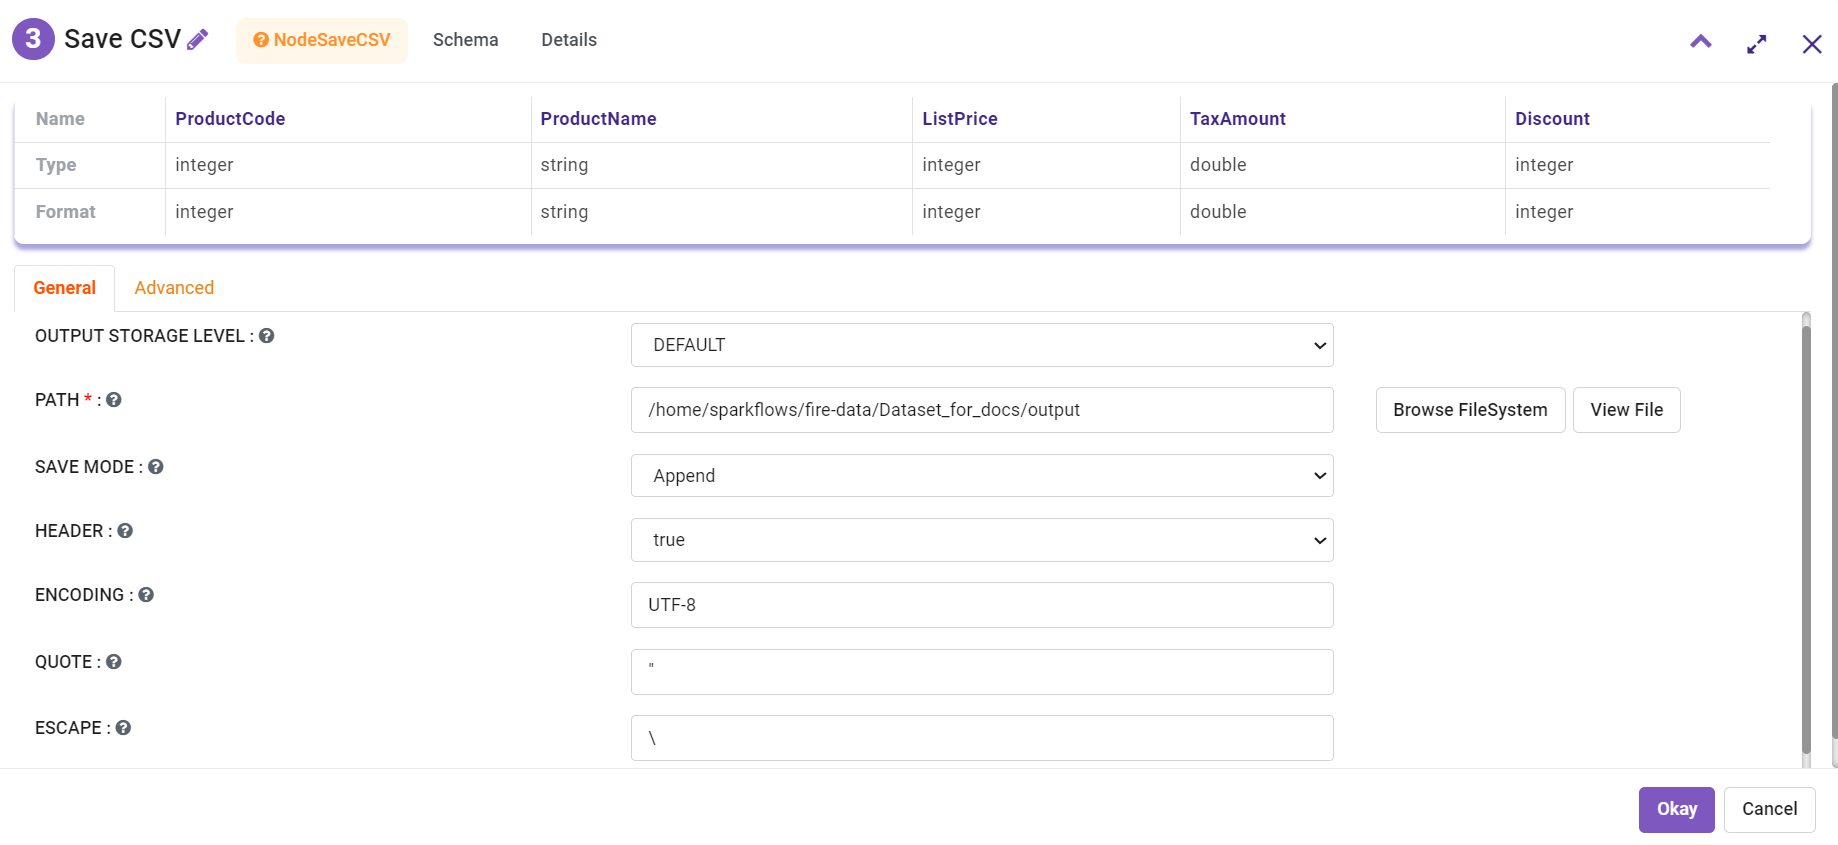 3 Save CSV NodeSaveCSV Schema Details
Name ProductCode ProductName ListPrice TaxAmount Discount
Type integer string integer double integer
Format integer string integer double integer
General Advanced
OUTPUT STORAGE LEVEL : DEFAULT
PATH * : /home/sparkflows/fire-data/Dataset_for_docs/output Browse FileSystem View File
SAVE MODE : Append
HEADER : true
ENCODING : UTF-8
QUOTE : "
ESCAPE : \
Okay Cancel